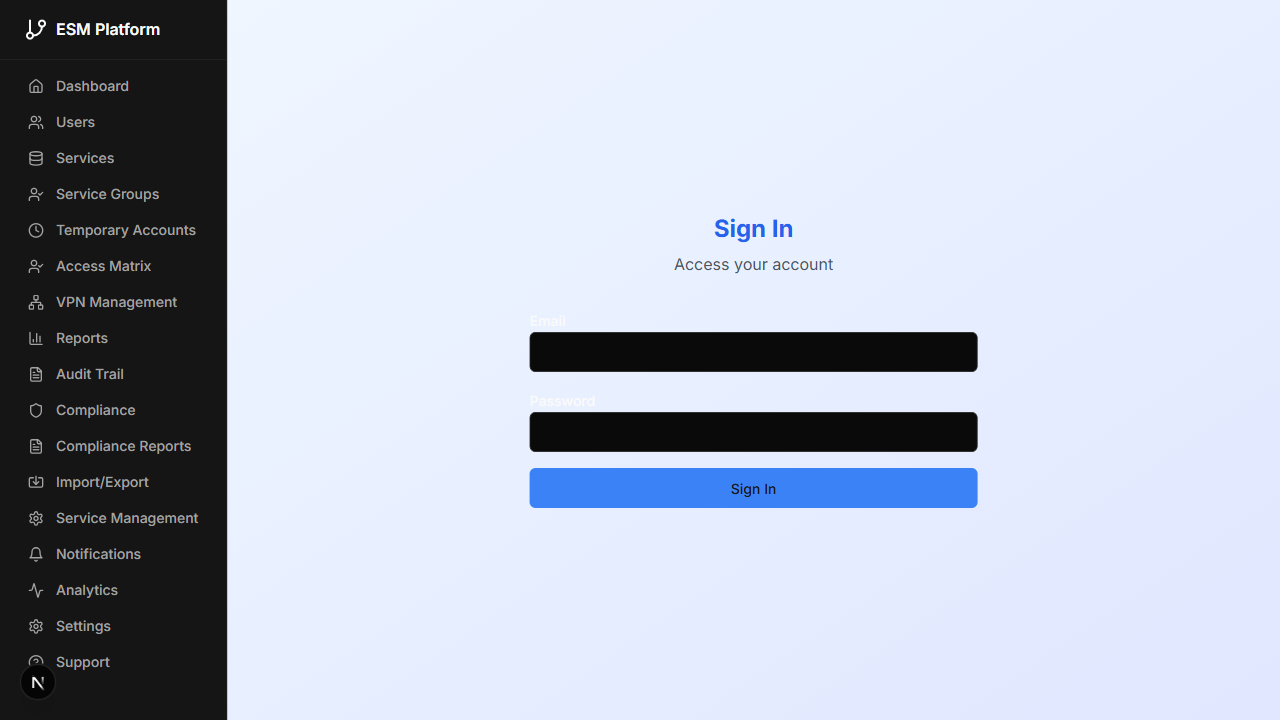 ESM Platform
Dashboard
Users
Services
Service Groups
Temporary Accounts
Access Matrix
VPN Management
Reports
Audit Trail
Compliance
Compliance Reports
Import/Export
Service Management
Notifications
Analytics
Settings
Support
N
Sign In
Access your account
Email
Password
Sign In